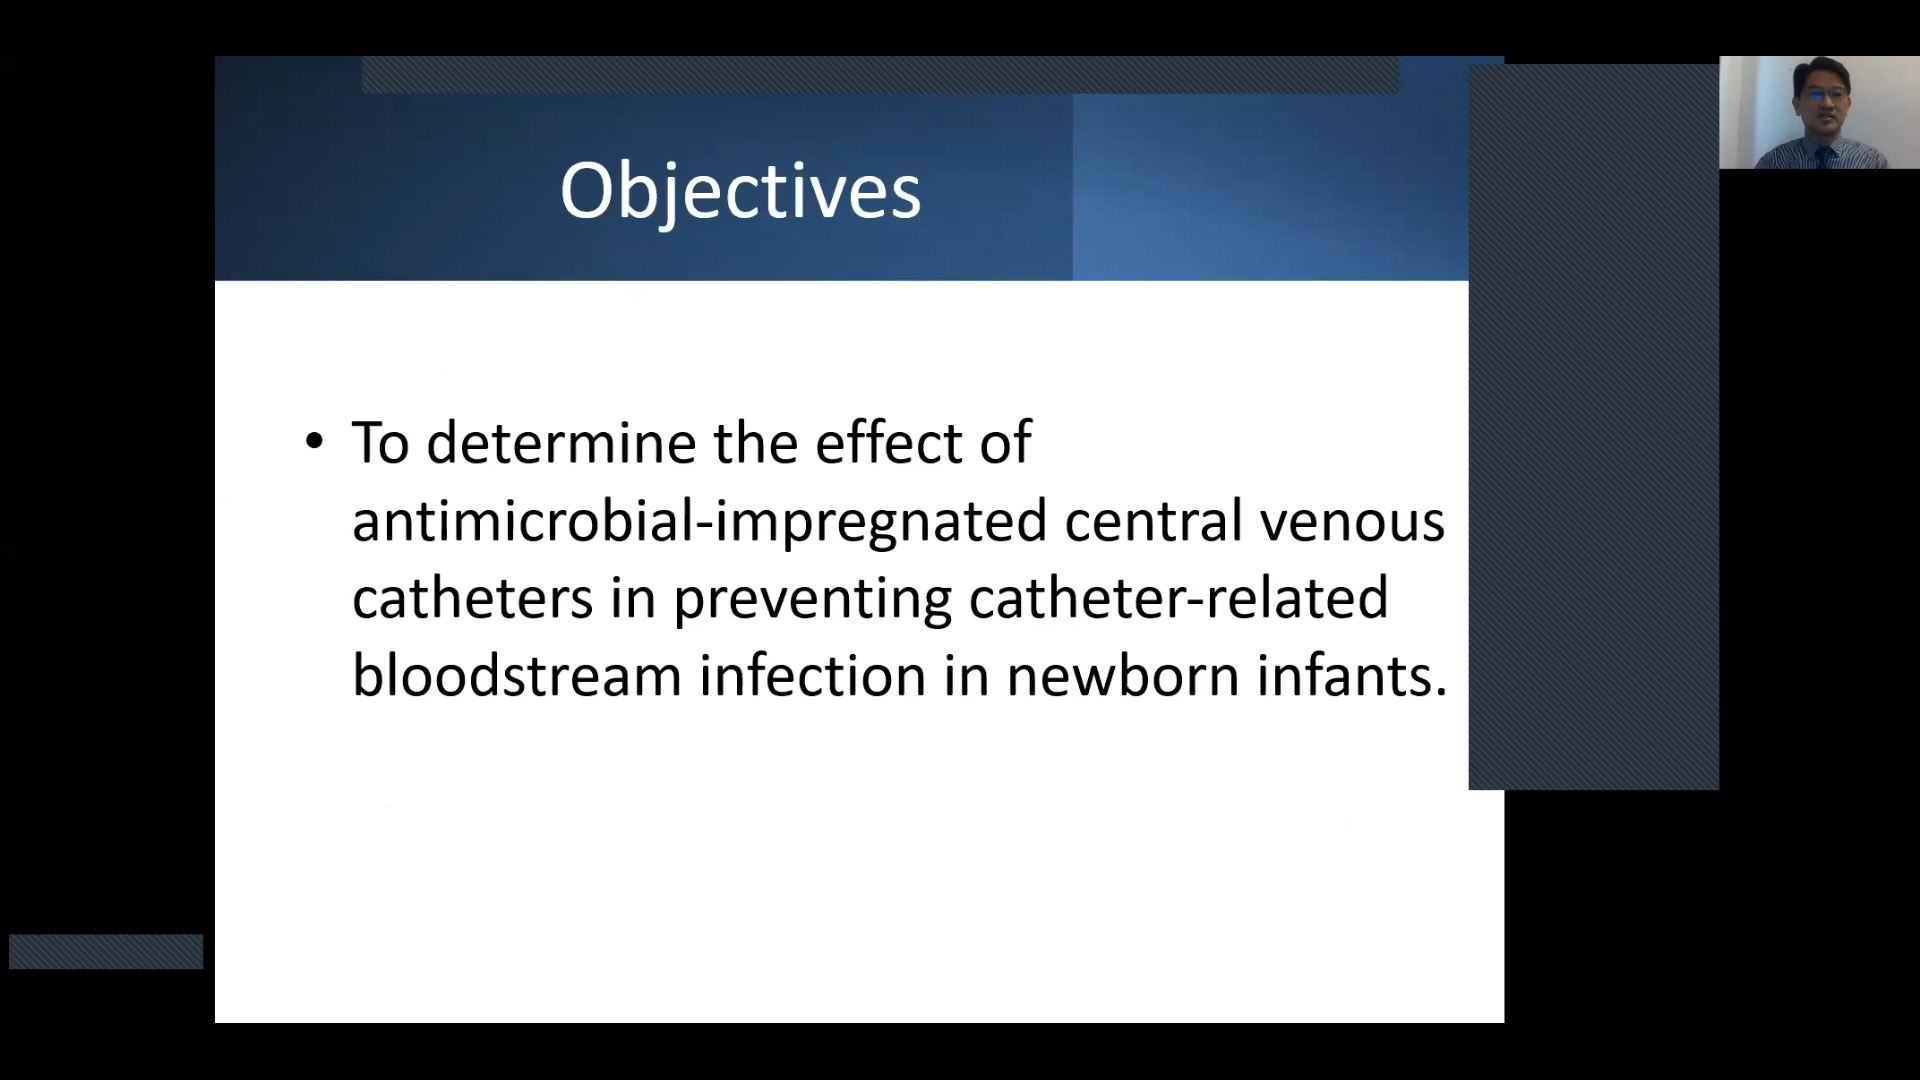 Objectives
• To determine the effect of
antimicrobial-impregnated central venous
catheters in preventing catheter-related
bloodstream infection in newborn infants.